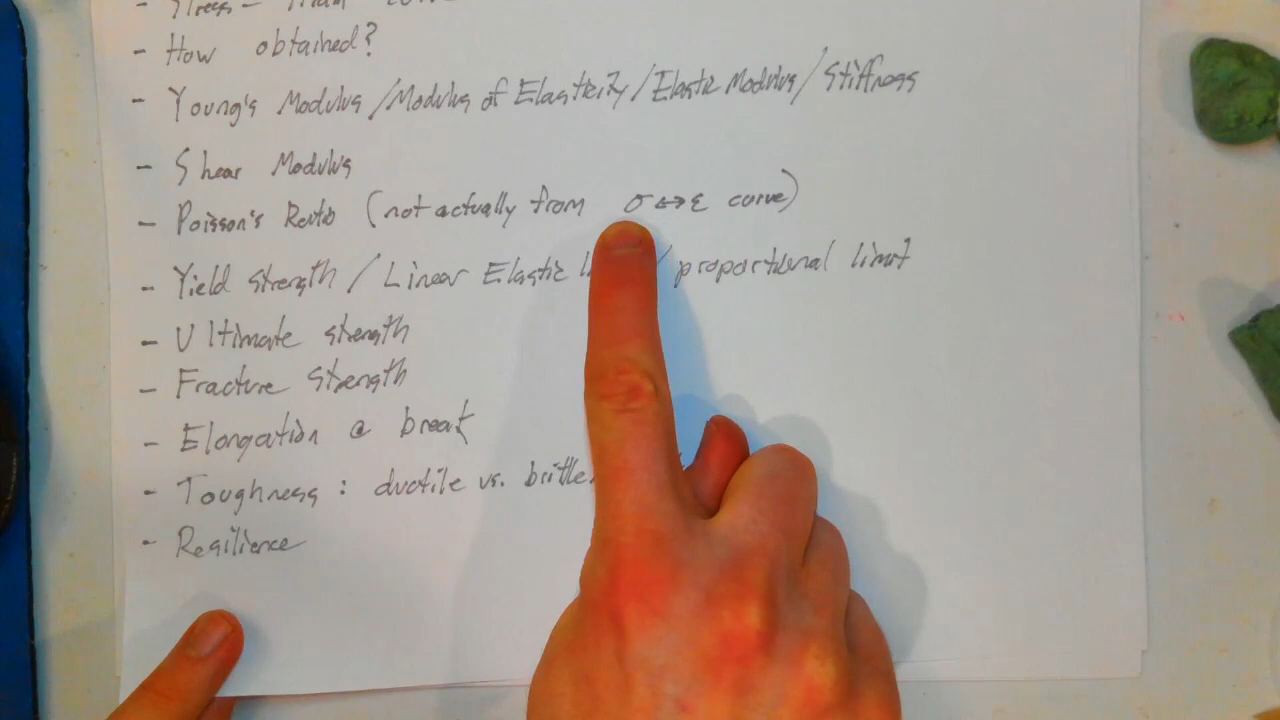 - How obtained?
- Young's Modulus/Modulus of Elasticity/Elastic Modulus/Stiffness
- Shear Modulus
- Poisson's Ratio (not actually from σ↔ε curve)
- Yield strength / Linear Elastic / proportional limit
- Ultimate strength
- Fracture Strength
- Elongation @ break
- Toughness: ductile vs. brittle
- Resilience